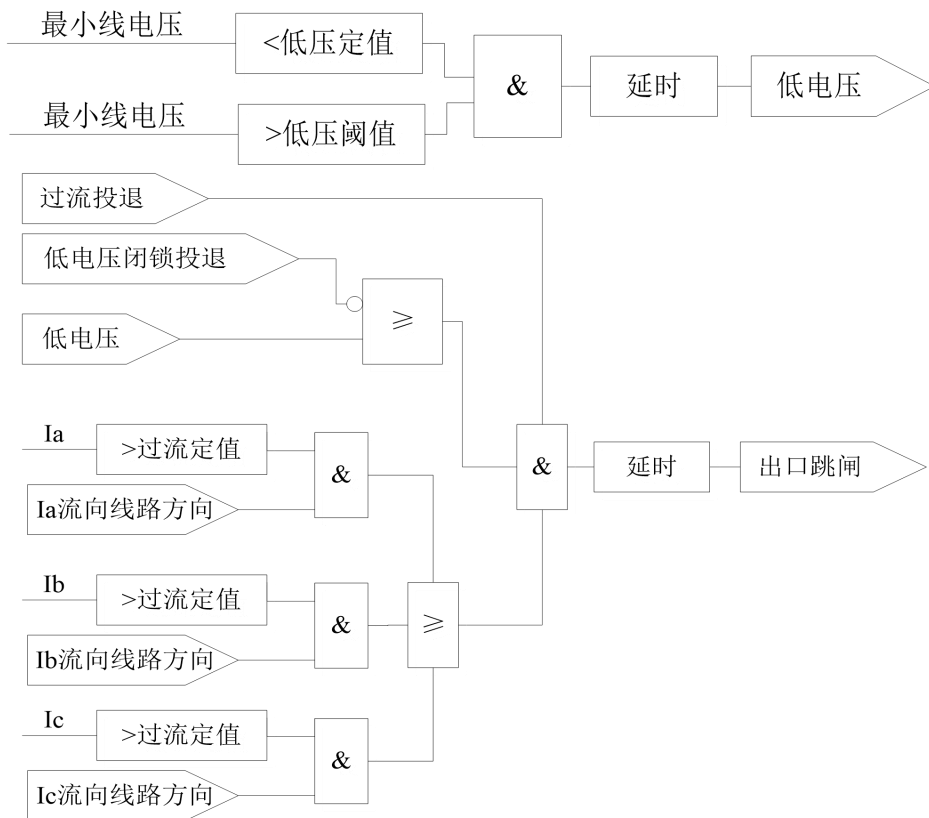 最小线电压
<低压定值
&
延时
低电压
最小线电压
>低压阈值
过流投退
低电压闭锁投退
≥
低电压
Ia
>过流定值
&
Ia流向线路方向
&
延时
出口跳闸
Ib
>过流定值
&
≥
Ib流向线路方向
Ic
>过流定值
&
Ic流向线路方向